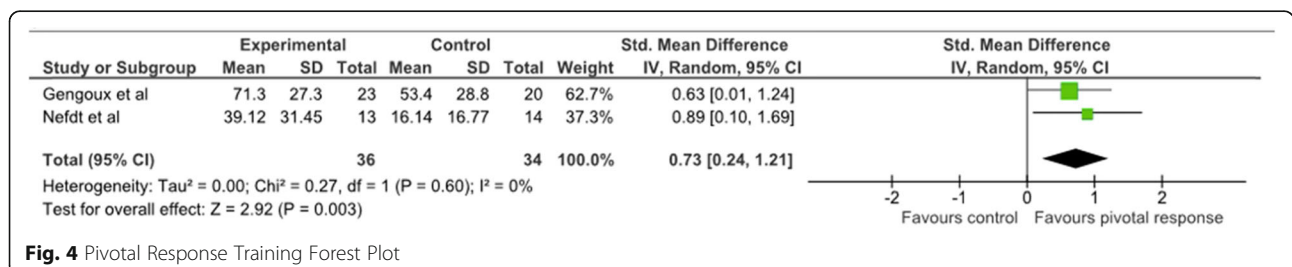 Experimental Control Std. Mean Difference Std. Mean Difference
Study or Subgroup Mean SD Total Mean SD Total Weight IV, Random, 95% CI IV, Random, 95% CI
Gengoux et al 71.3 27.3 23 53.4 28.8 20 62.7% 0.63 [0.01, 1.24]
Nefdt et al 39.12 31.45 13 16.14 16.77 14 37.3% 0.89 [0.10, 1.69]
Total (95% CI) 36 34 100.0% 0.73 [0.24, 1.21]
Heterogeneity: Tau² = 0.00; Chi² = 0.27, df = 1 (P = 0.60); I² = 0%
Test for overall effect: Z = 2.92 (P = 0.003)
-2 -1 0 1 2
Favours control Favours pivotal response
Fig. 4 Pivotal Response Training Forest Plot